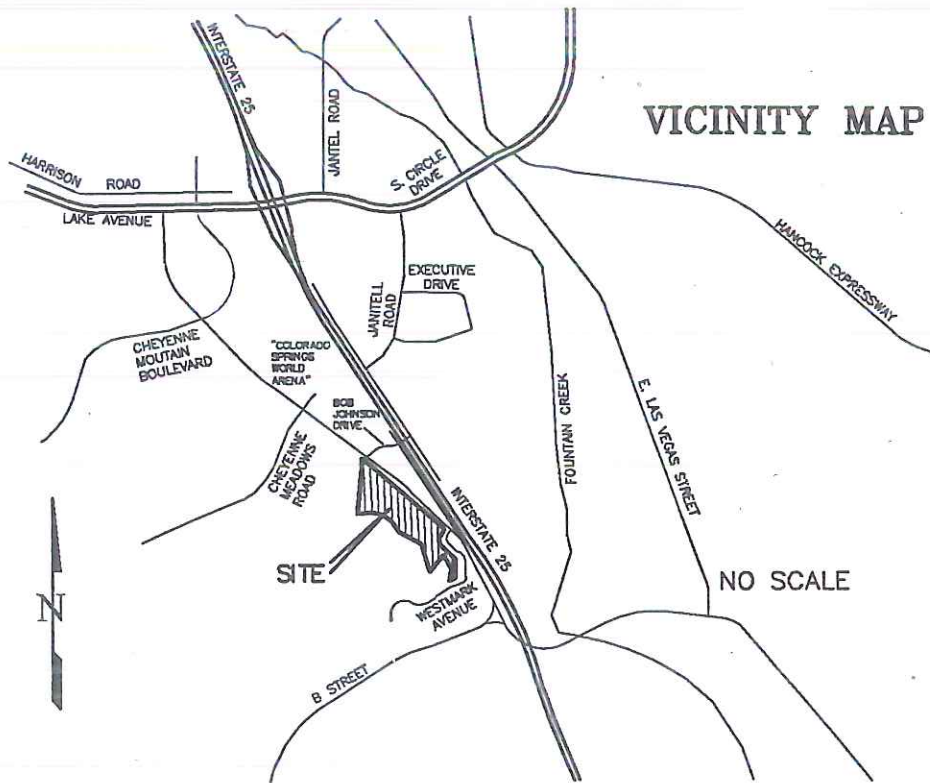 VICINITY MAP
INTERSTATE 25
JANTEL ROAD
HARRISON ROAD
S. CIRCLE
DRIVE
LAKE AVENUE
HANCOCK EXPRESSWAY
EXECUTIVE
DRIVE
JANITELL
ROAD
CHEYENNE
MOUTAIN
BOULEVARD
"COLORADO
SPRINGS
WORLD
ARENA"
BOB
JOHNSON
DRIVE
CHEYENNE
MEADOWS
ROAD
FOUNTAIN CREEK
E. LAS VEGAS STREET
INTERSTATE 25
SITE
NO SCALE
WESTMARK
AVENUE
N
B STREET